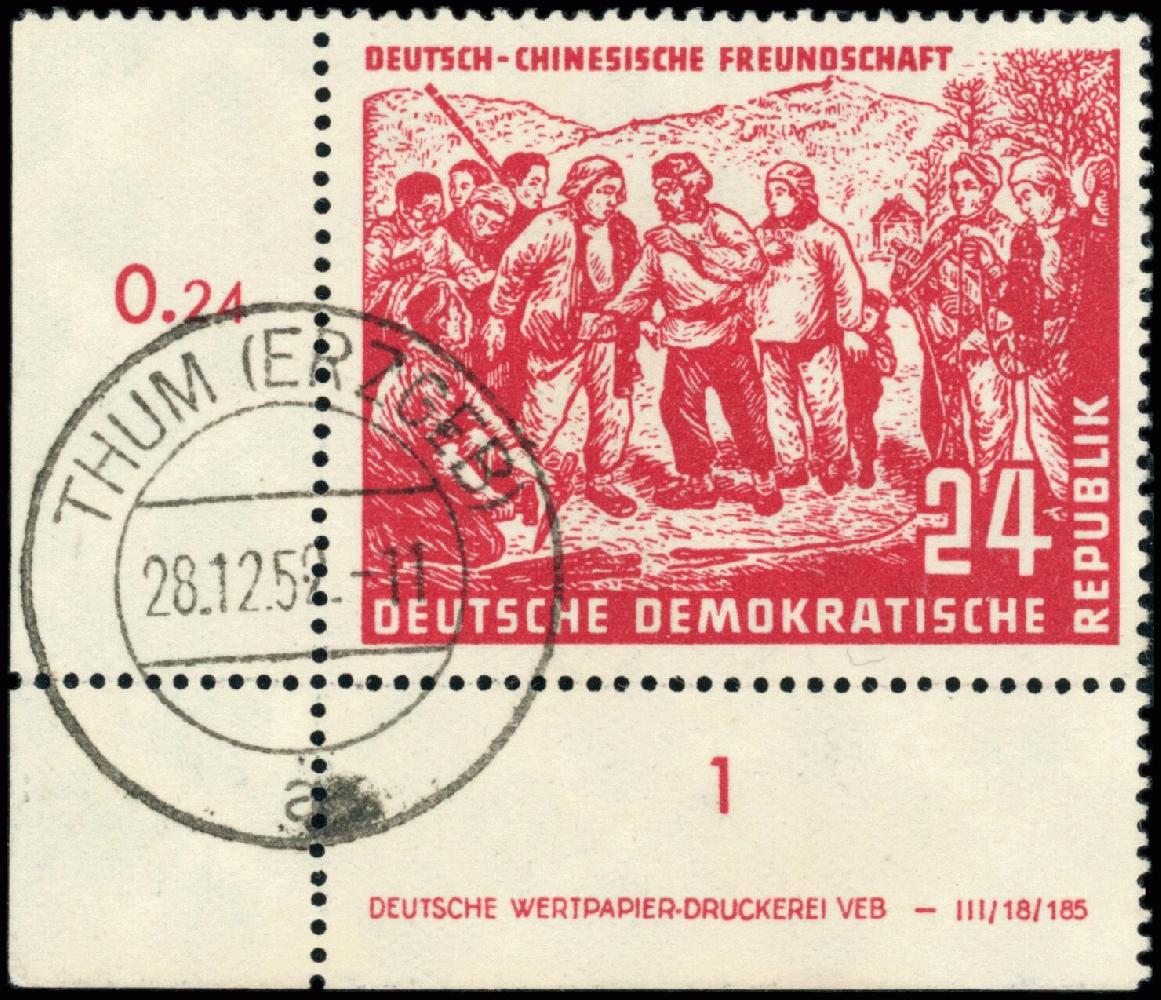 DEUTSCH-CHINESISCHE FREUNDSCHAFT
0.24
THUM (ERZGEB)
28.12.52.-11
24
DEUTSCHE DEMOKRATISCHE
REPUBLIK
a
1
DEUTSCHE WERTPAPIER-DRUCKEREI VEB — III/18/185